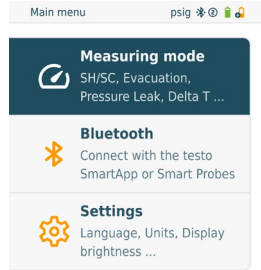 Main menu psig
Measuring mode
SH/SC, Evacuation,
Pressure Leak, Delta T ...
Bluetooth
Connect with the testo
SmartApp or Smart Probes
Settings
Language, Units, Display
brightness ...